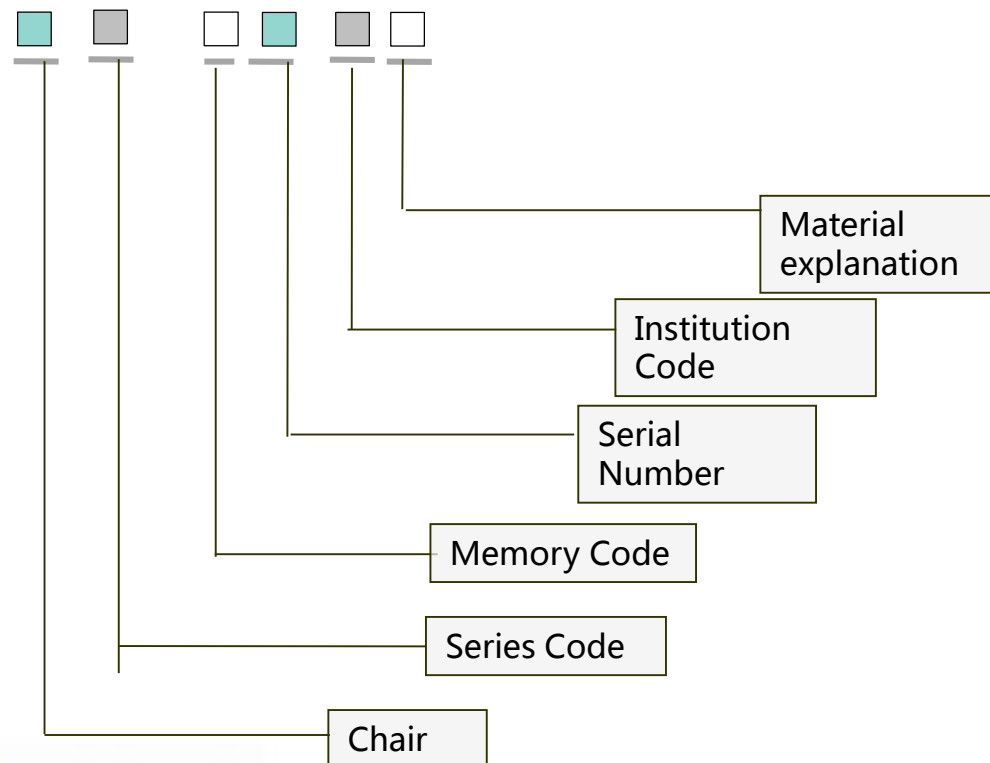 Material
explanation
Institution
Code
Serial
Number
Memory Code
Series Code
Chair